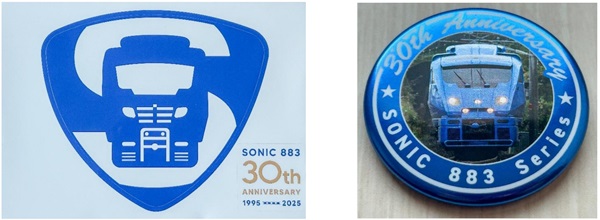 SONIC 883
30th
ANNIVERSARY
1995 2025
30th Anniversary
★ SONIC 883 Series ★